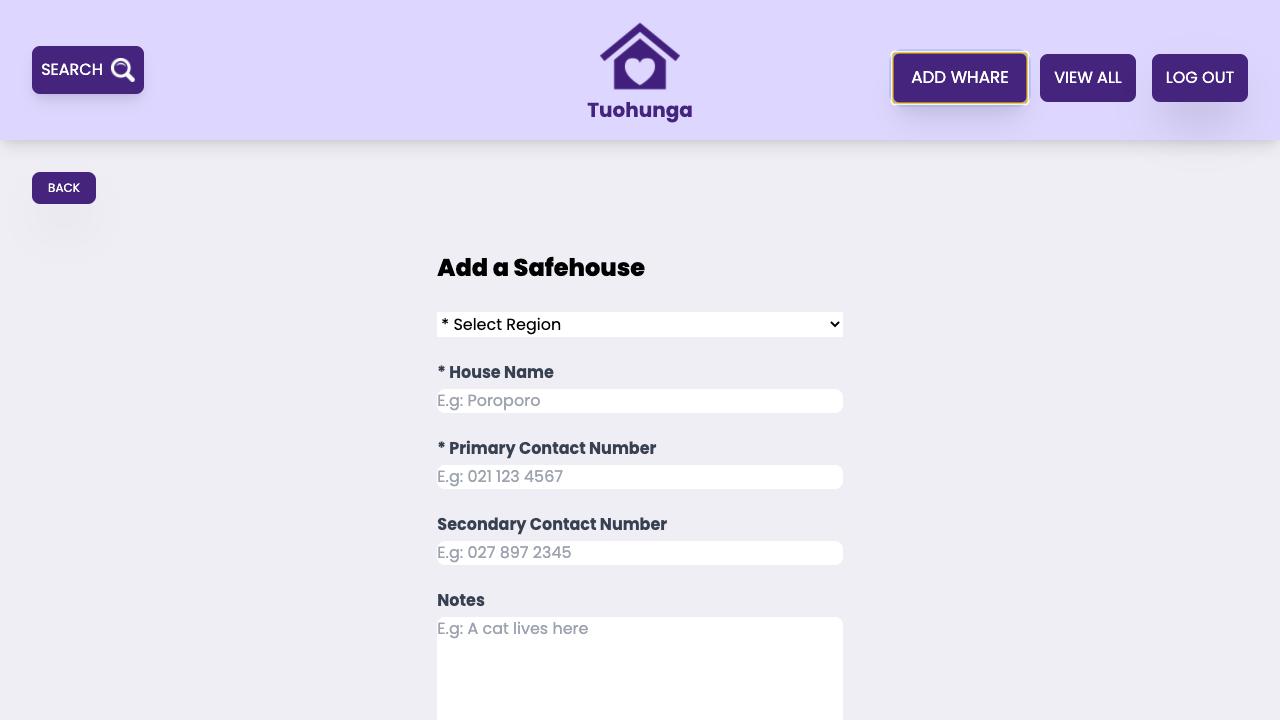 SEARCH
Tuohunga
ADD WHARE
VIEW ALL
LOG OUT
BACK
Add a Safehouse
* Select Region
* House Name
E.g: Poroporo
* Primary Contact Number
E.g: 021 123 4567
Secondary Contact Number
E.g: 027 897 2345
Notes
E.g: A cat lives here